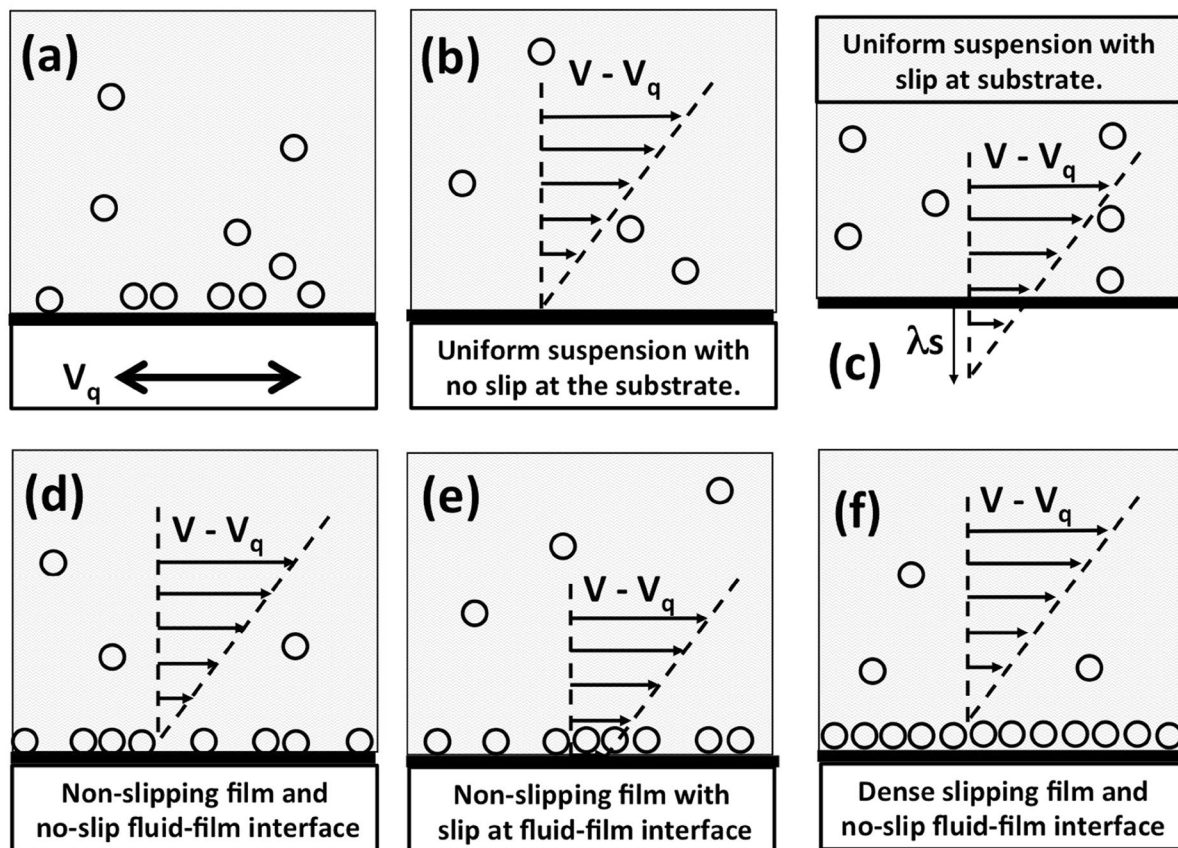 (a)
V_q
(b)
V - V_q
Uniform suspension with
no slip at the substrate.
Uniform suspension with
slip at substrate.
V - V_q
λs
(c)
(d)
V - V_q
Non-slipping film and
no-slip fluid-film interface
(e)
V - V_q
Non-slipping film with
slip at fluid-film interface
(f)
V - V_q
Dense slipping film and
no-slip fluid-film interface